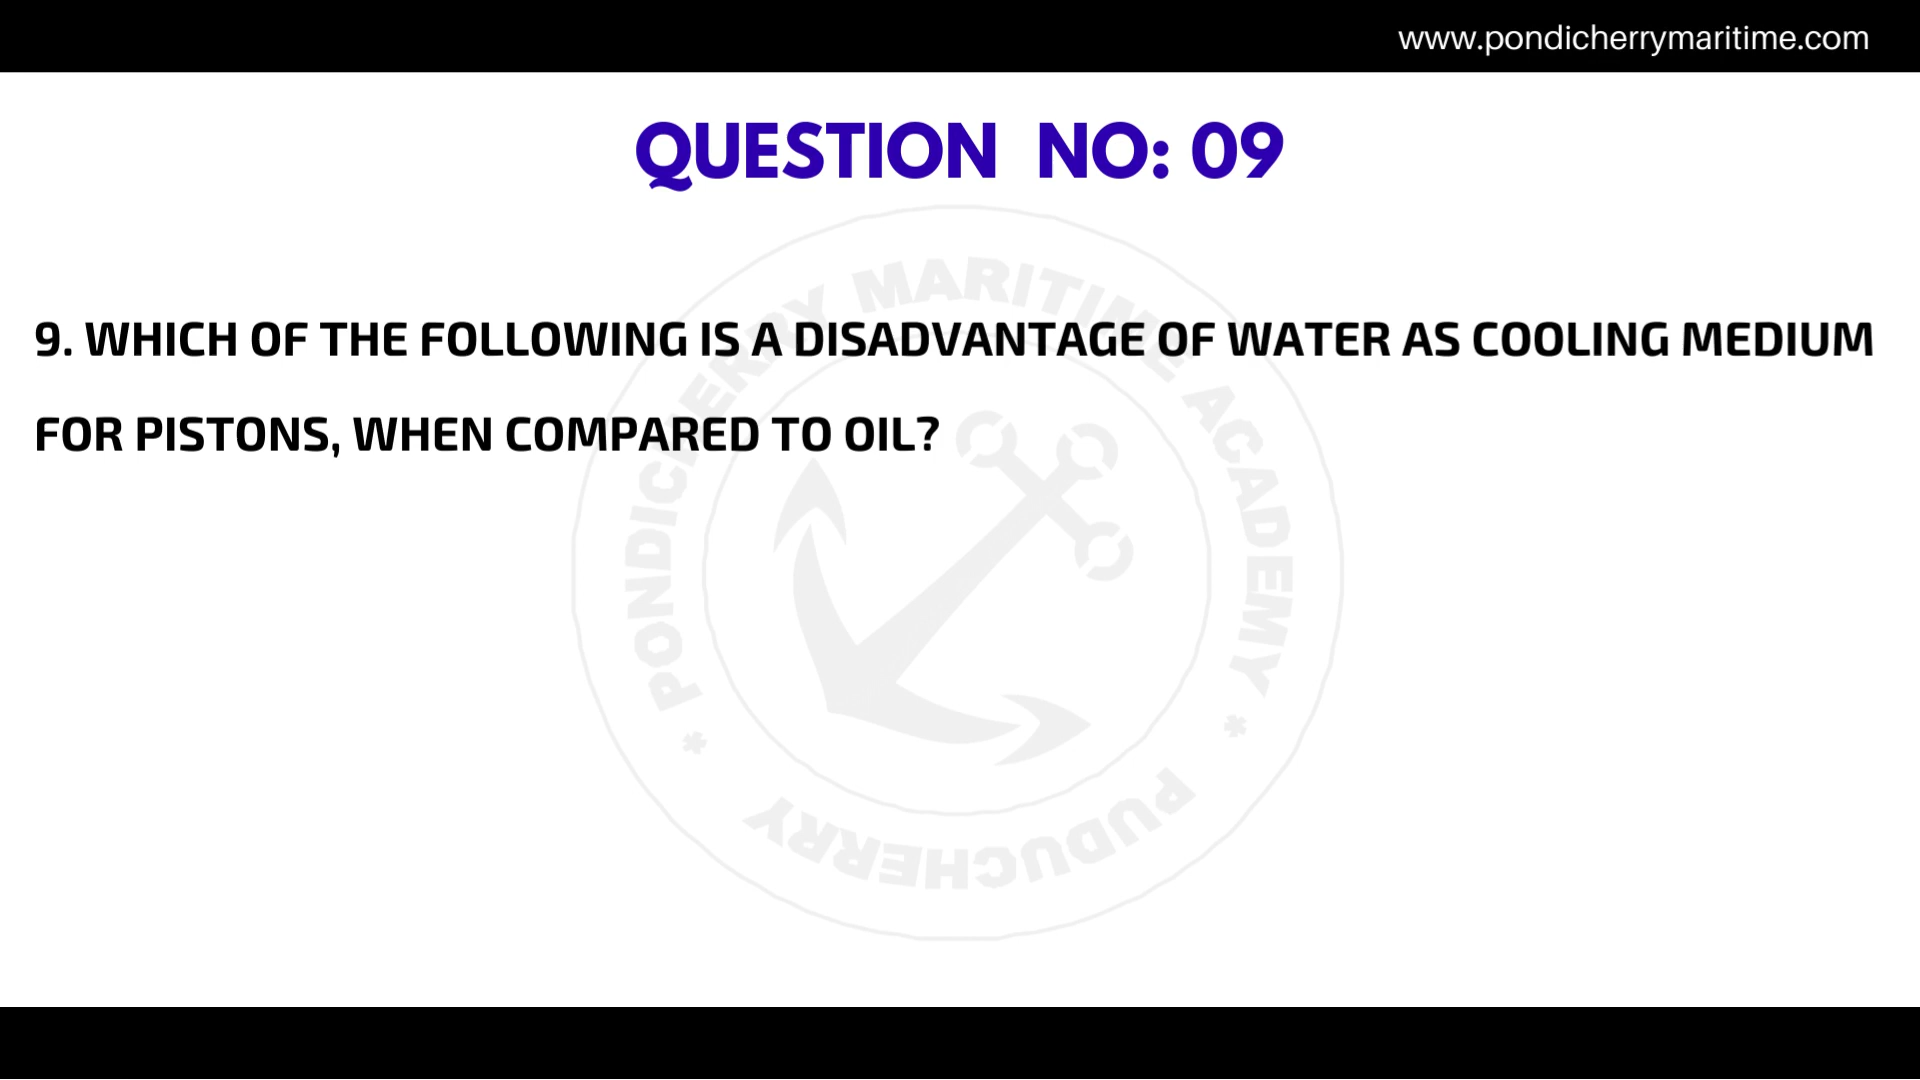 www.pondicherrymaritime.com
QUESTION NO: 09
9. WHICH OF THE FOLLOWING IS A DISADVANTAGE OF WATER AS COOLING MEDIUM
FOR PISTONS, WHEN COMPARED TO OIL?
* PONDICHERRY MARITIME ACADEMY *
PUDUCHERRY